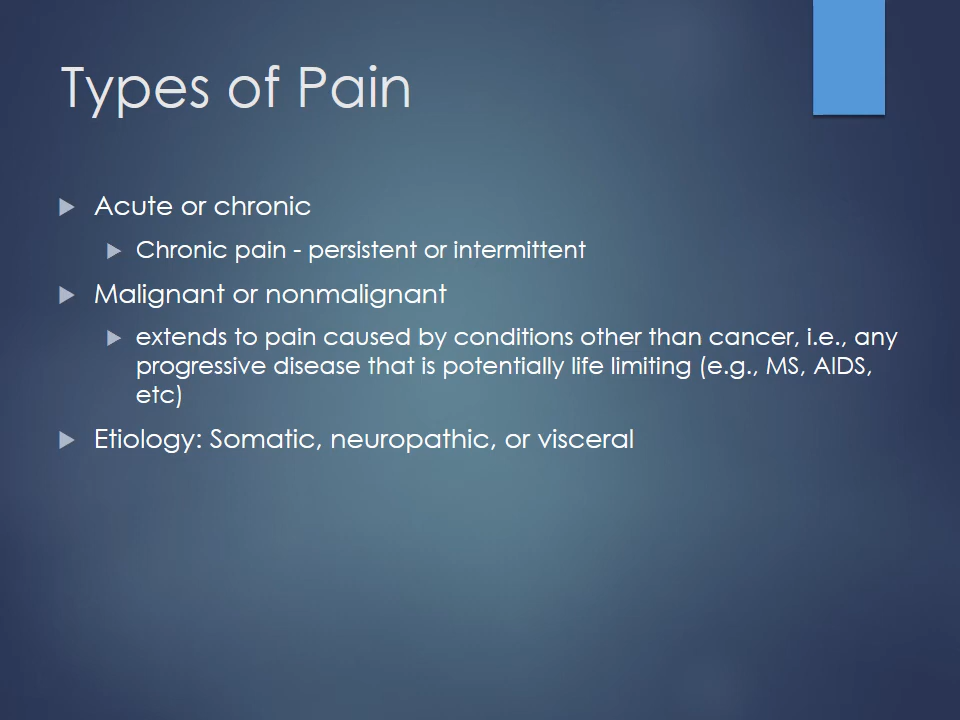 Types of Pain
Acute or chronic
Chronic pain - persistent or intermittent
Malignant or nonmalignant
extends to pain caused by conditions other than cancer, i.e., any
progressive disease that is potentially life limiting (e.g., MS, AIDS,
etc)
Etiology: Somatic, neuropathic, or visceral